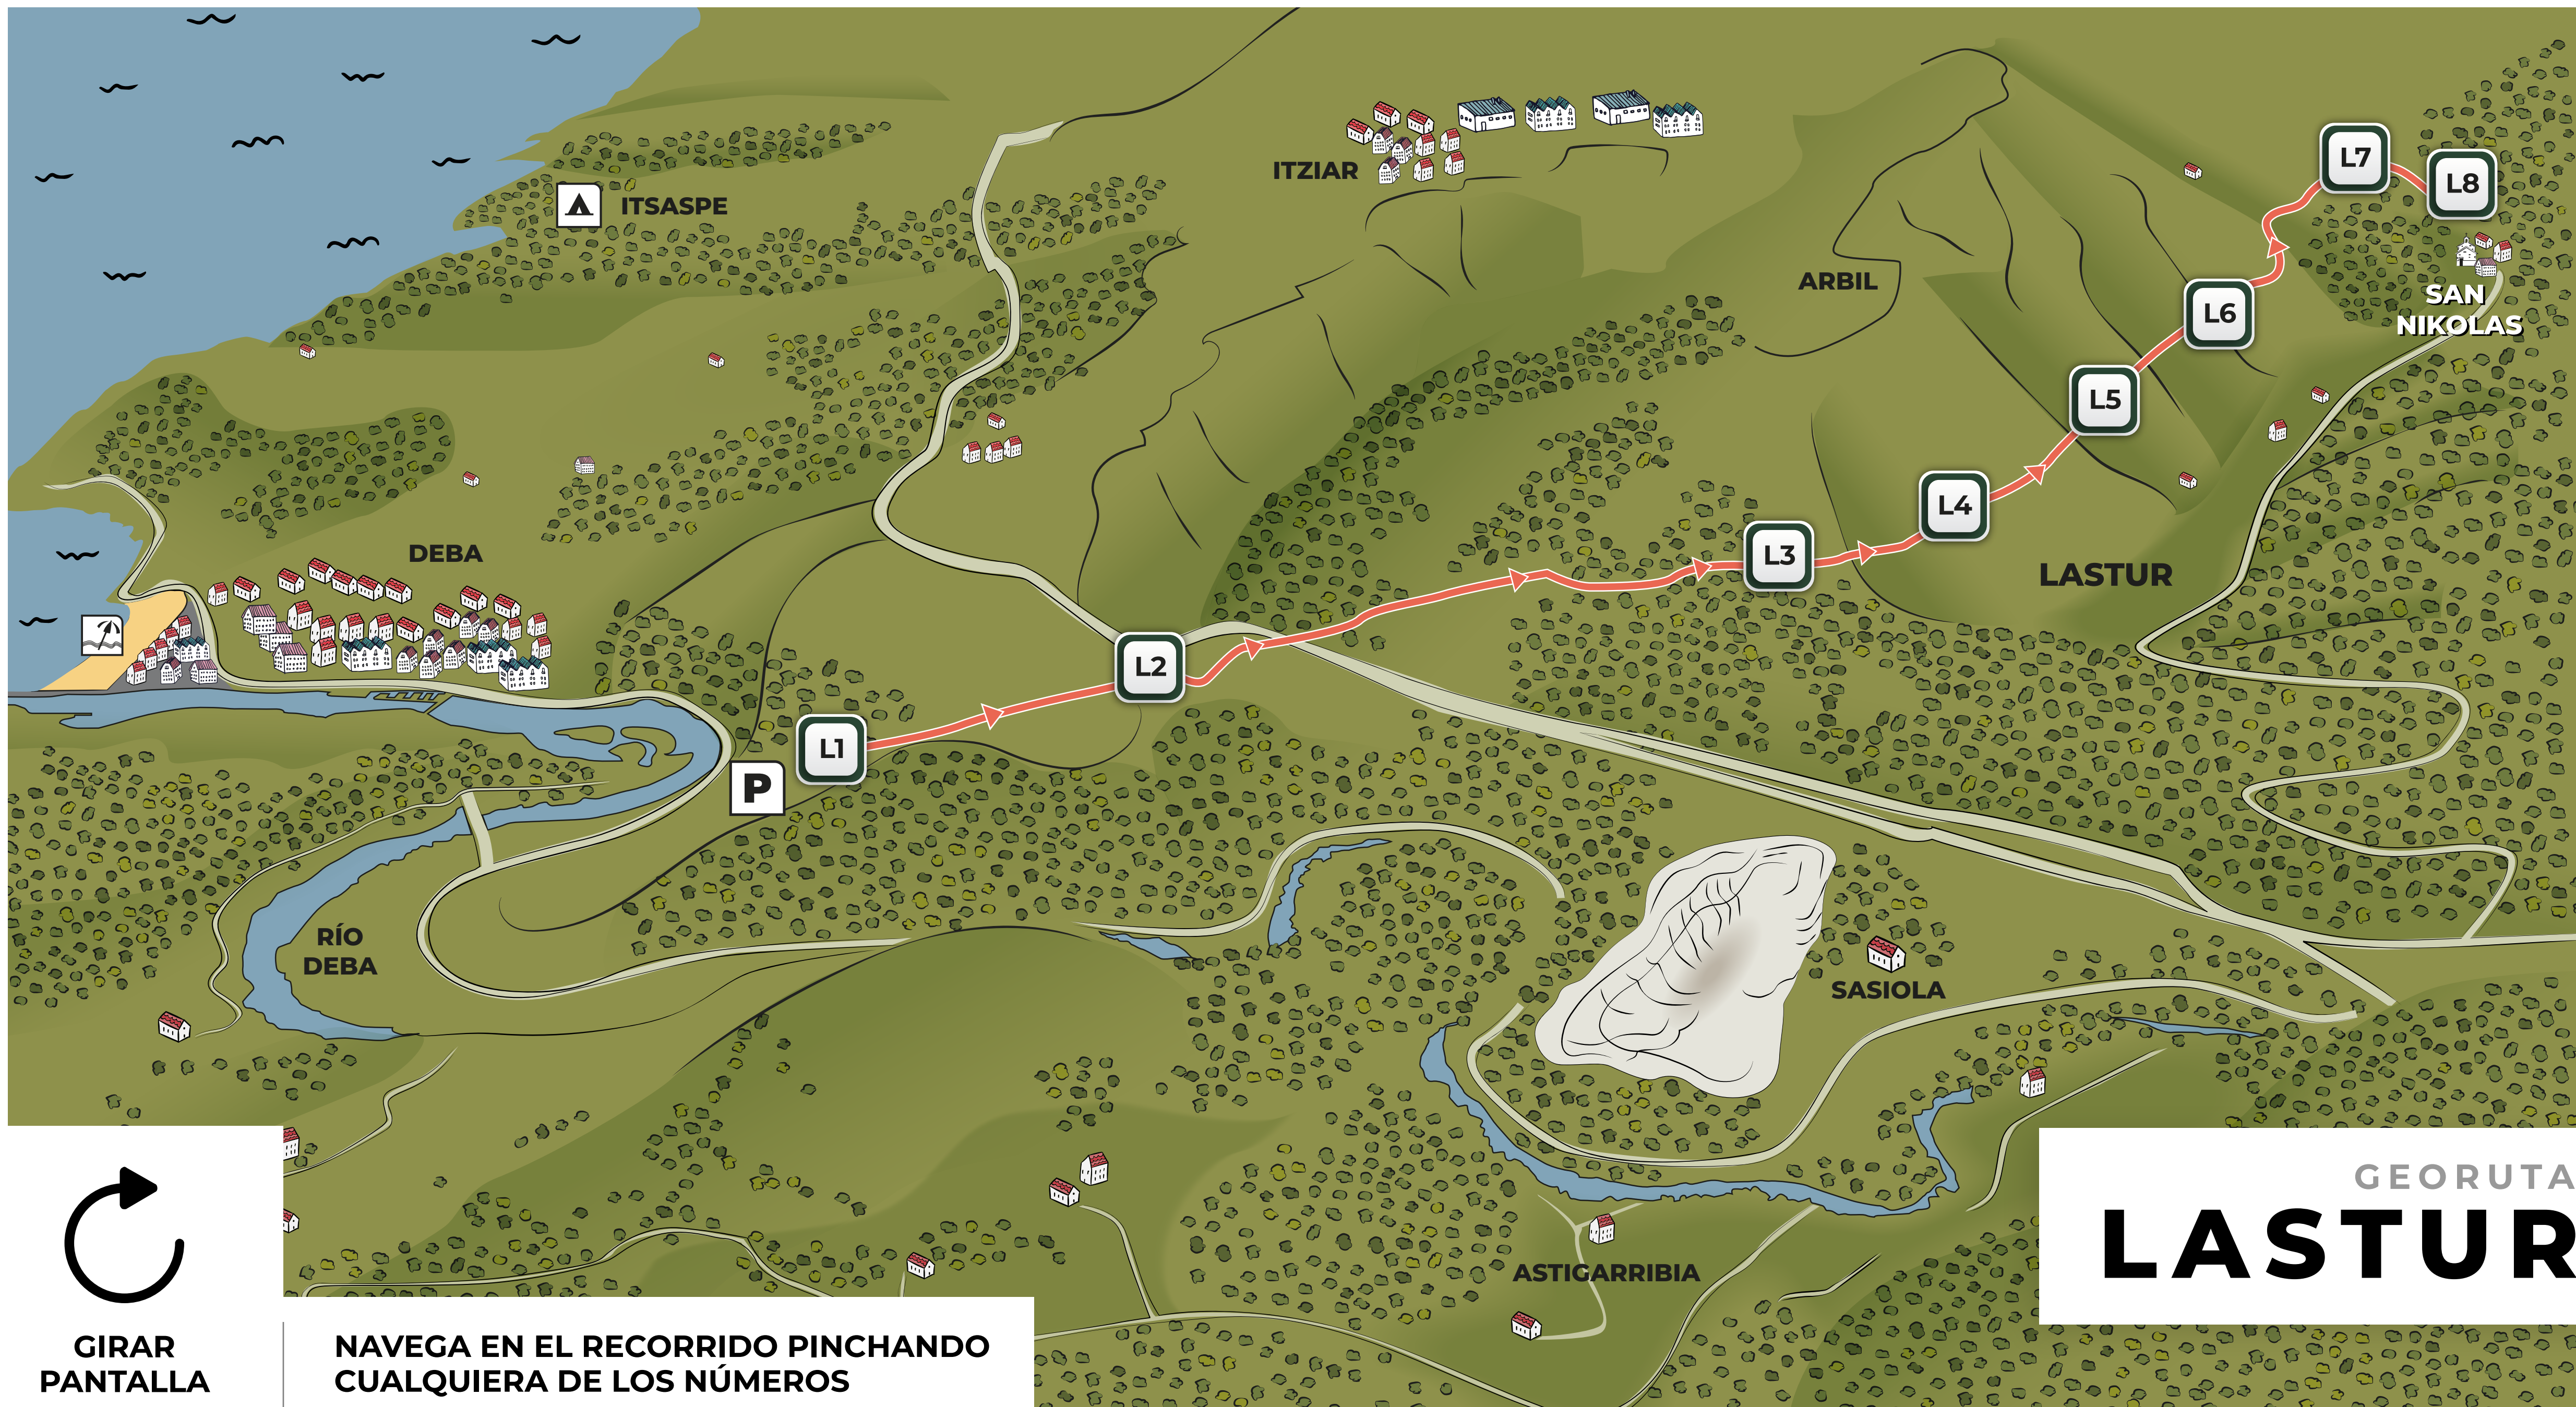 ITZIAR
ITSASPE
ARBIL
L7
L8
SAN
NIKOLAS
L6
L5
L4
L3
LASTUR
DEBA
L2
L1
P
RÍO
DEBA
SASIOLA
ASTIGARRIBIA
GEORUTA
LASTUR
GIRAR
PANTALLA
NAVEGA EN EL RECORRIDO PINCHANDO
CUALQUIERA DE LOS NÚMEROS